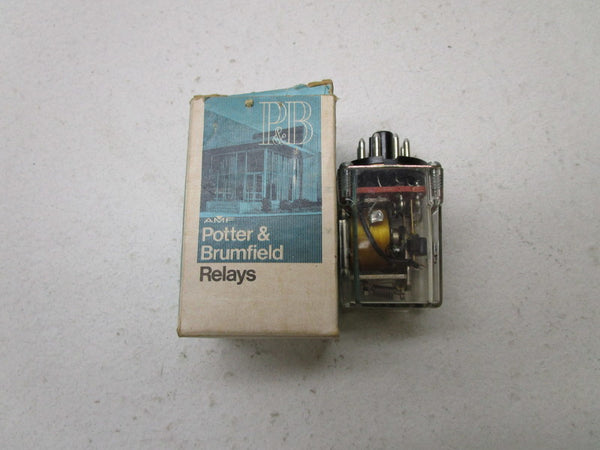 P&B
AMF
Potter &
Brumfield
Relays